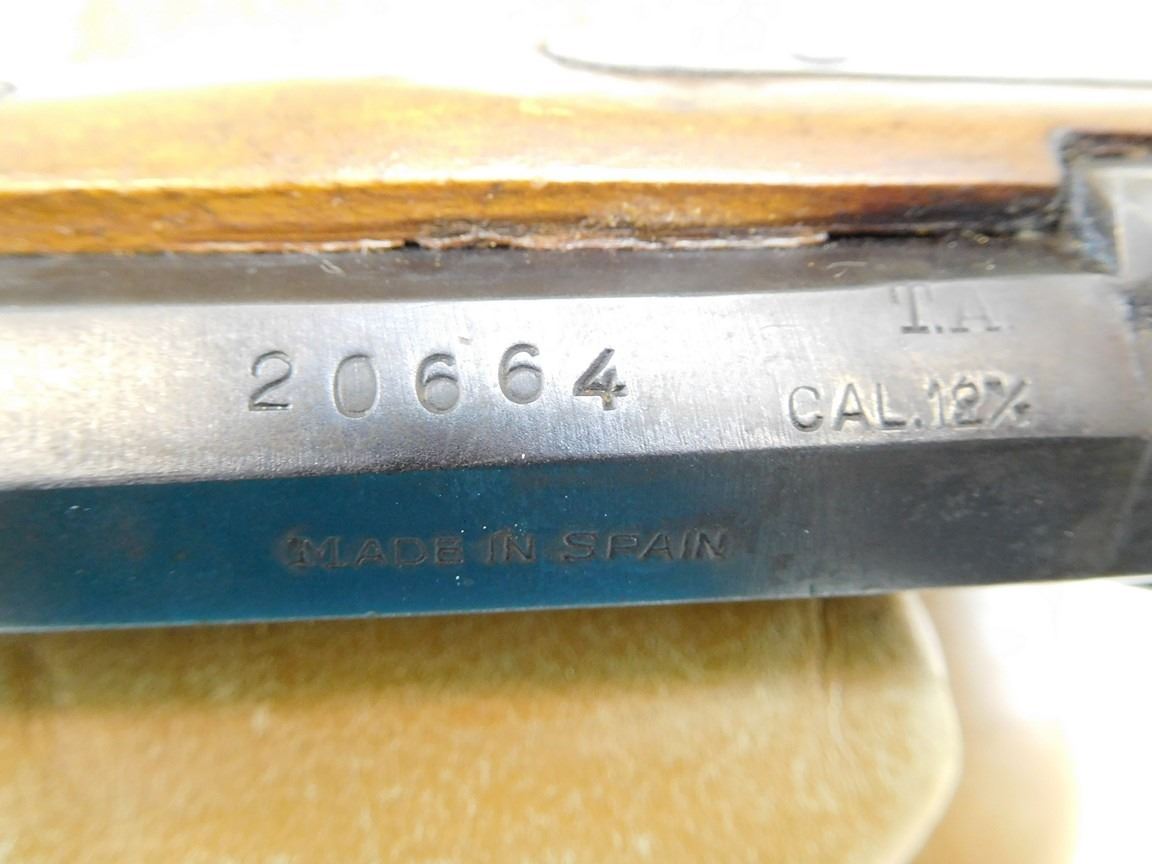 T.A.
20664
CAL.12 m/m
MADE IN SPAIN